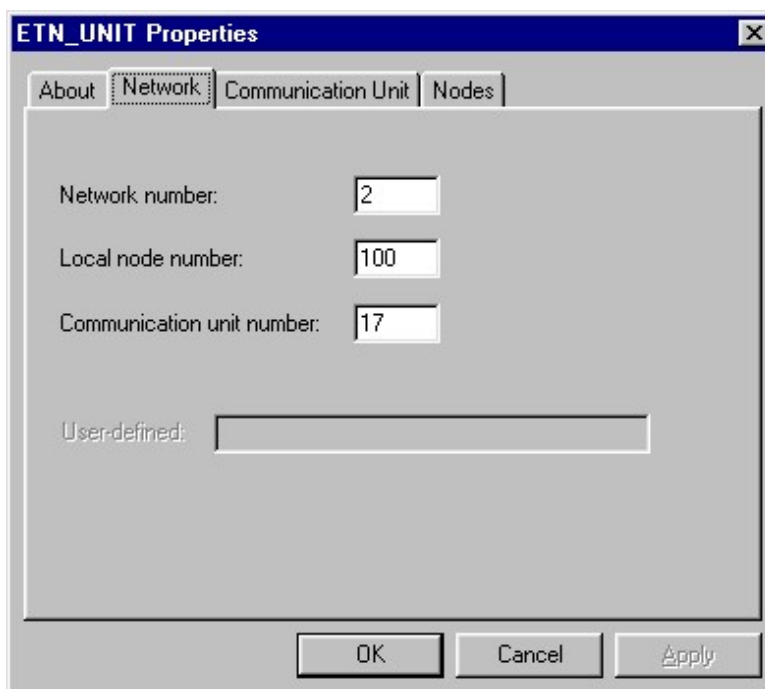 ETN_UNIT Properties
About Network Communication Unit Nodes
Network number: 2
Local node number: 100
Communication unit number: 17
User-defined:
OK Cancel Apply